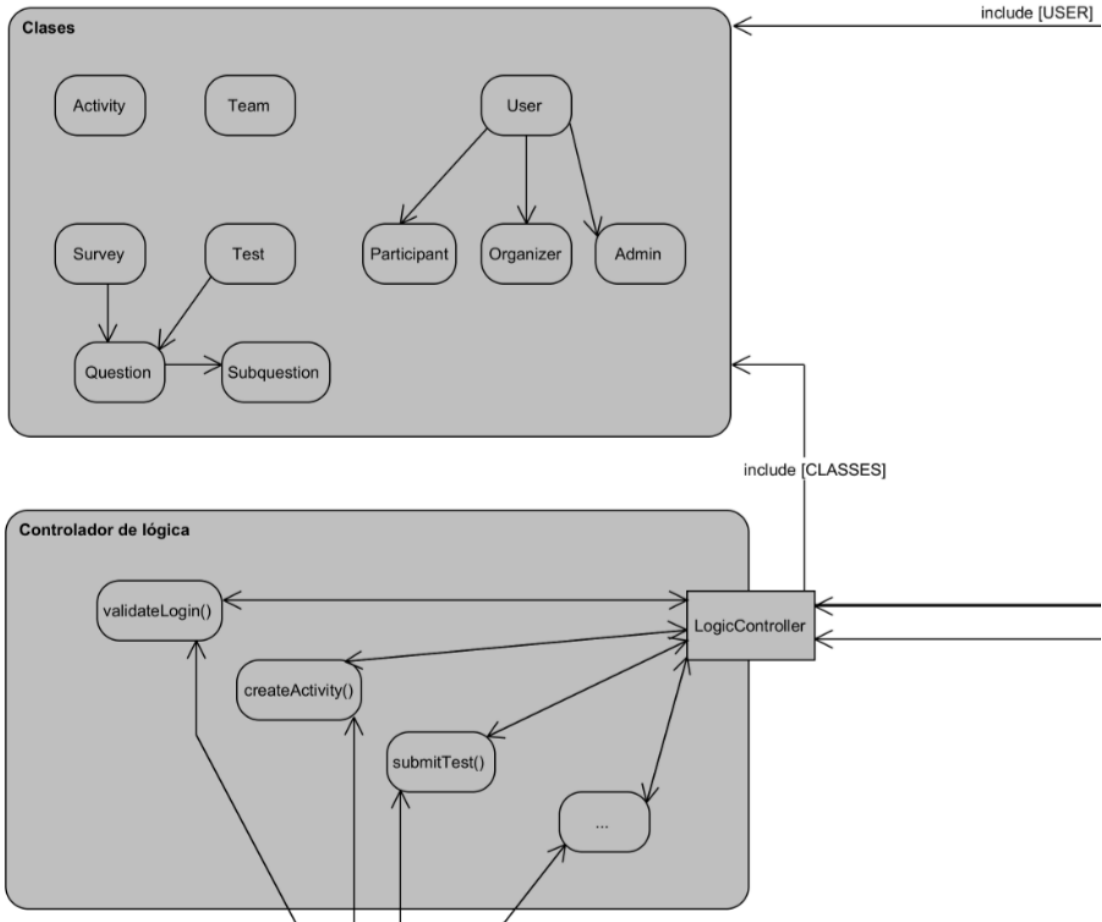 include [USER]
Clases
Activity
Team
User
Survey
Test
Participant
Organizer
Admin
Question
Subquestion
include [CLASSES]
Controlador de lógica
validateLogin()
LogicController
createActivity()
submitTest()
...